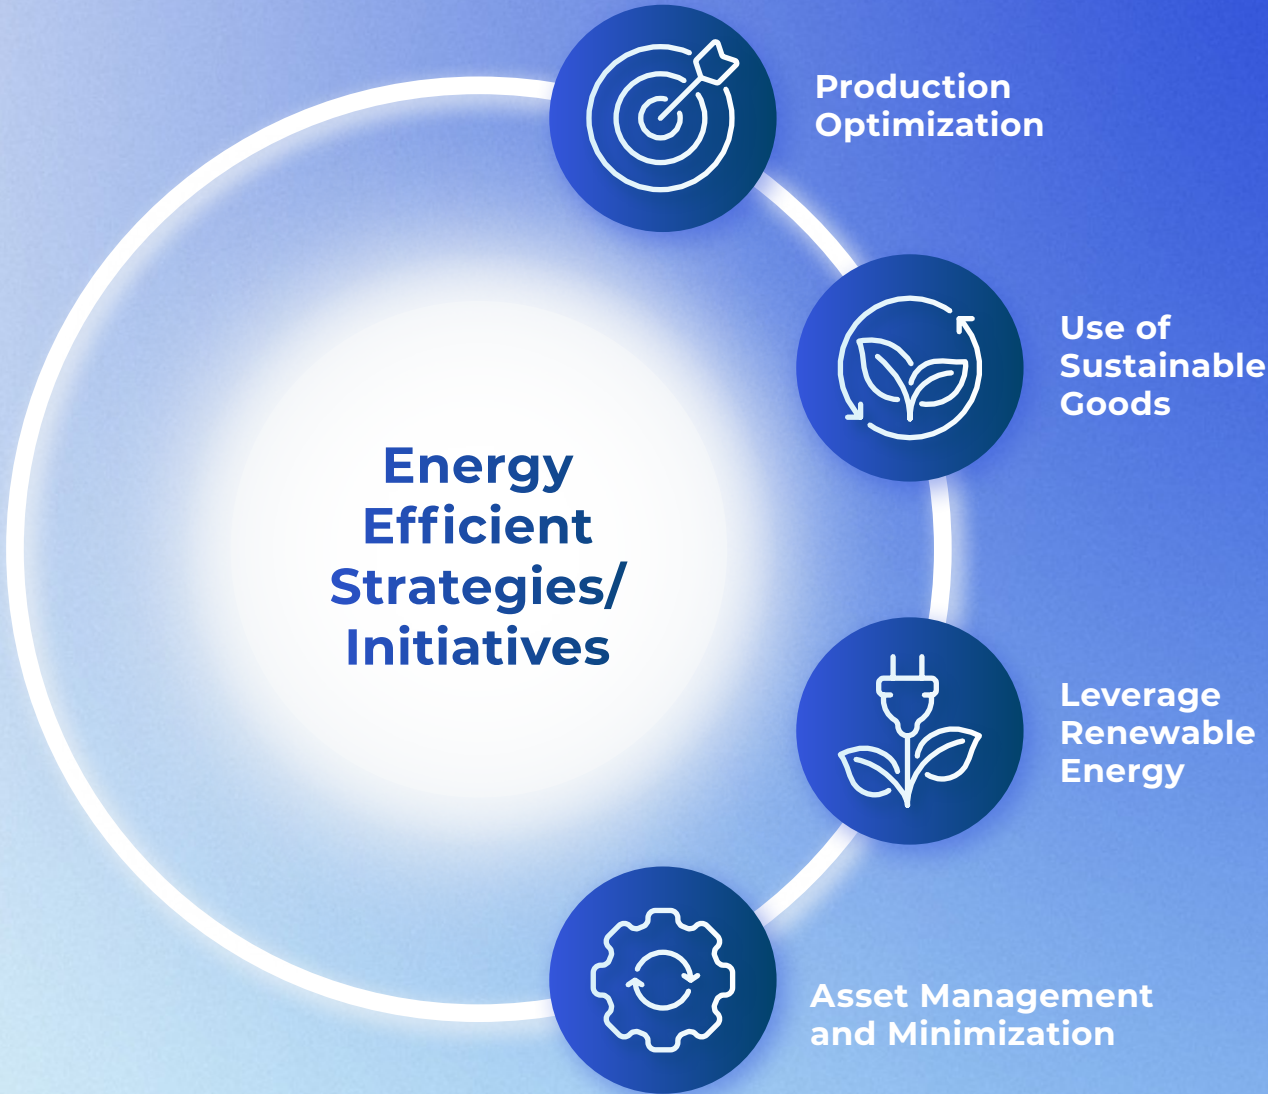 Production
Optimization
Use of
Sustainable
Goods
Energy
Efficient
Strategies/
Initiatives
Leverage
Renewable
Energy
Asset Management
and Minimization